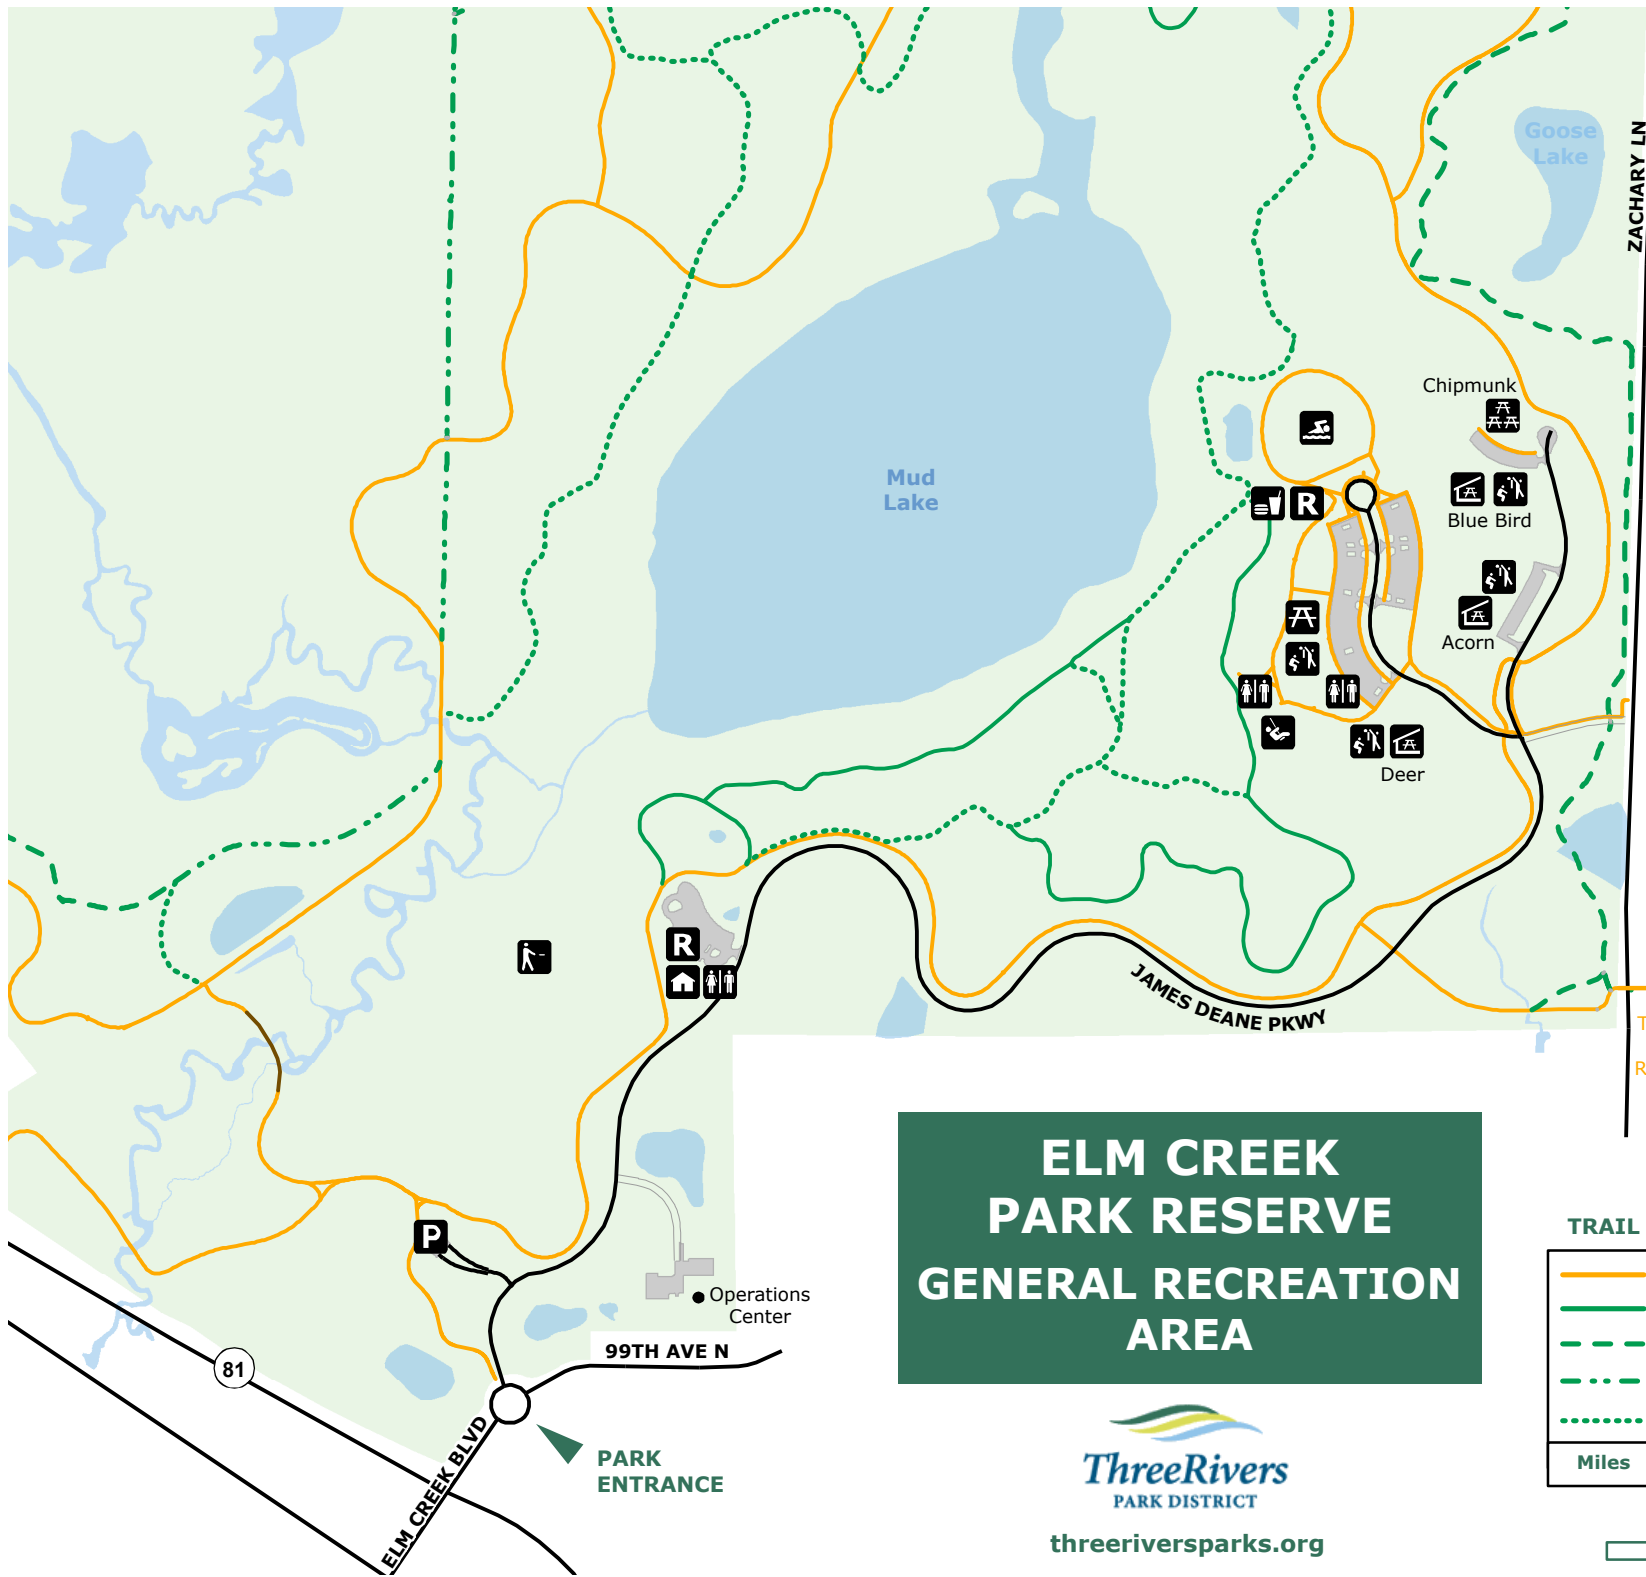 Goose
Lake
ZACHARY LN
Chipmunk
Mud
Lake
R
Blue Bird
Acorn
Deer
R
JAMES DEANE PKWY
T
R
ELM CREEK
PARK RESERVE
GENERAL RECREATION
AREA
TRAIL
P
Operations
Center
99TH AVE N
81
ELM CREEK BLVD
PARK
ENTRANCE
Miles
ThreeRivers
PARK DISTRICT
threeriversparks.org